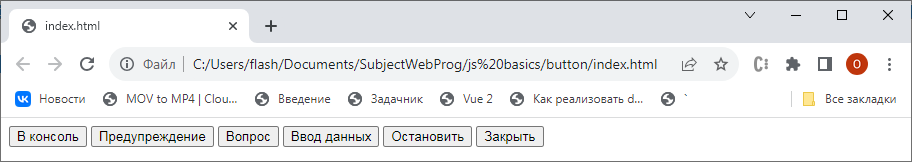 index.html
Файл | C:/Users/flash/Documents/SubjectWebProg/js%20basics/button/index.html O
Новости MOV to MP4 | Clou... Введение Задачник Vue 2 Как реализовать d... ` Все закладки
В консоль Предупреждение Вопрос Ввод данных Остановить Закрыть